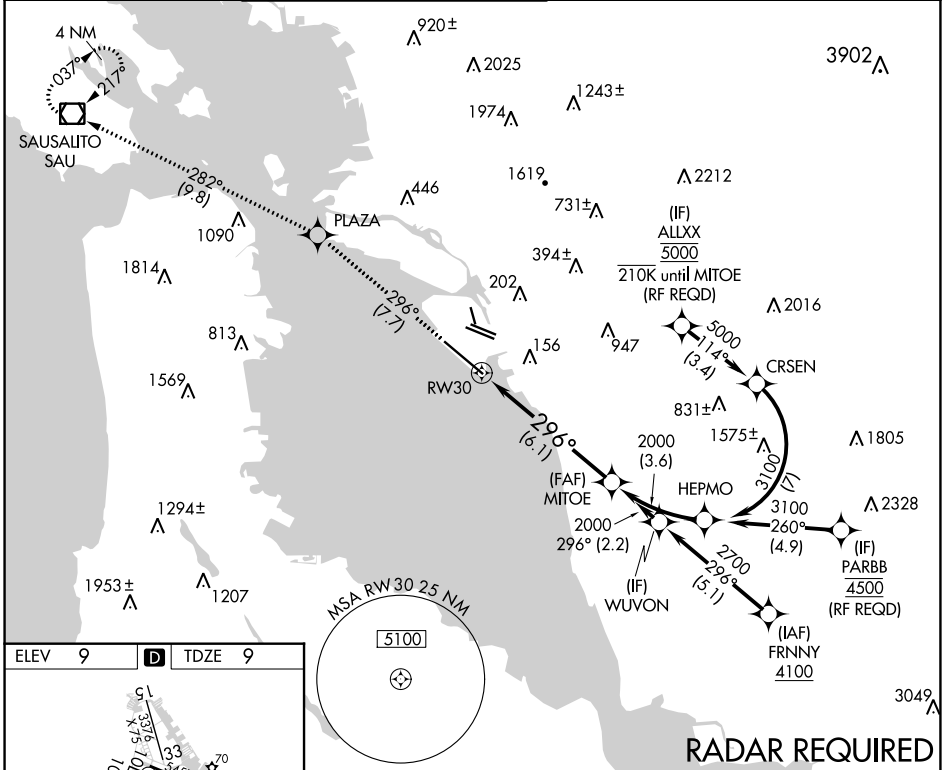 4 NM
037°
217°
SAUSALITO
SAU
282°
(9.8)
PLAZA
296°
(7.7)
920±
2025
1974
1243±
3902
446
1619
731±
2212
394±
202
1090
1814
813
1569
156
947
(IF)
ALLXX
5000
210K until MITOE
(RF REQD)
2016
5000
114°
(3.4)
CRSEN
RW30
831±
1575±
1805
296°
(6.1)
2000
(3.6)
3100
(7)
HEPMO
(FAF)
MITOE
2328
3100
260°
(4.9)
2000
296° (2.2)
(IF)
WUVON
2700
296°
(5.1)
(IF)
PARBB
4500
(RF REQD)
(IAF)
FRNNY
4100
1294±
1953±
1207
MSA RW 30 25 NM
5100
3049
ELEV 9
D
TDZE 9
15
3376
X 75
33
70
RADAR REQUIRED